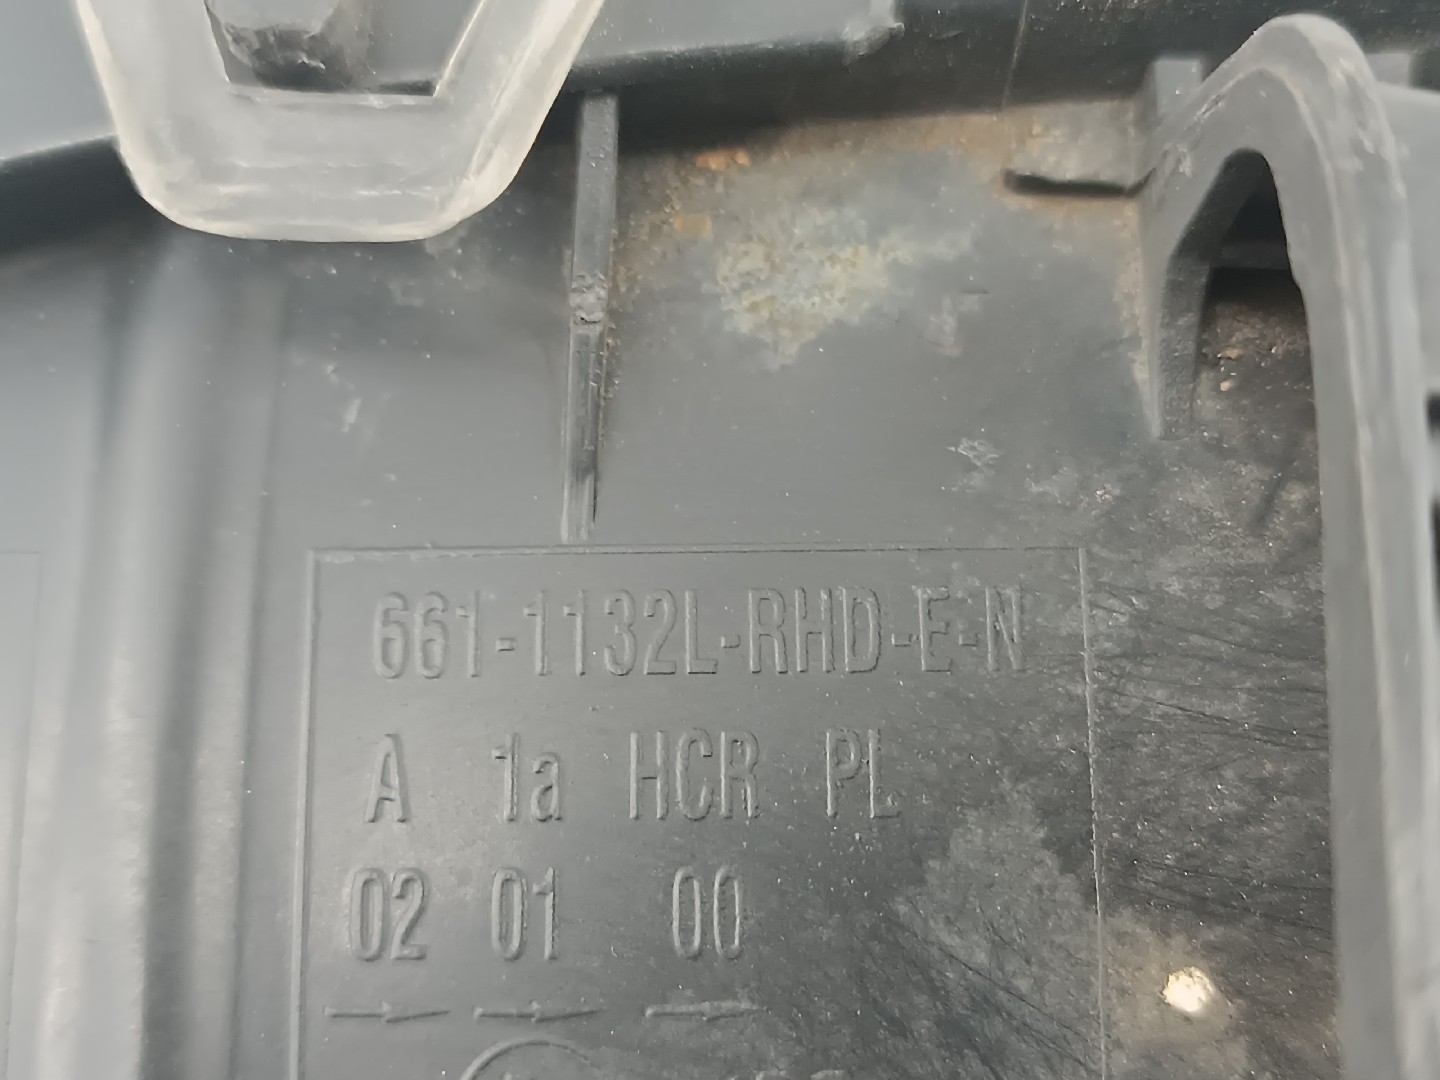 661-1132L-RHD-E-N
A 1a HCR PL
02 01 00